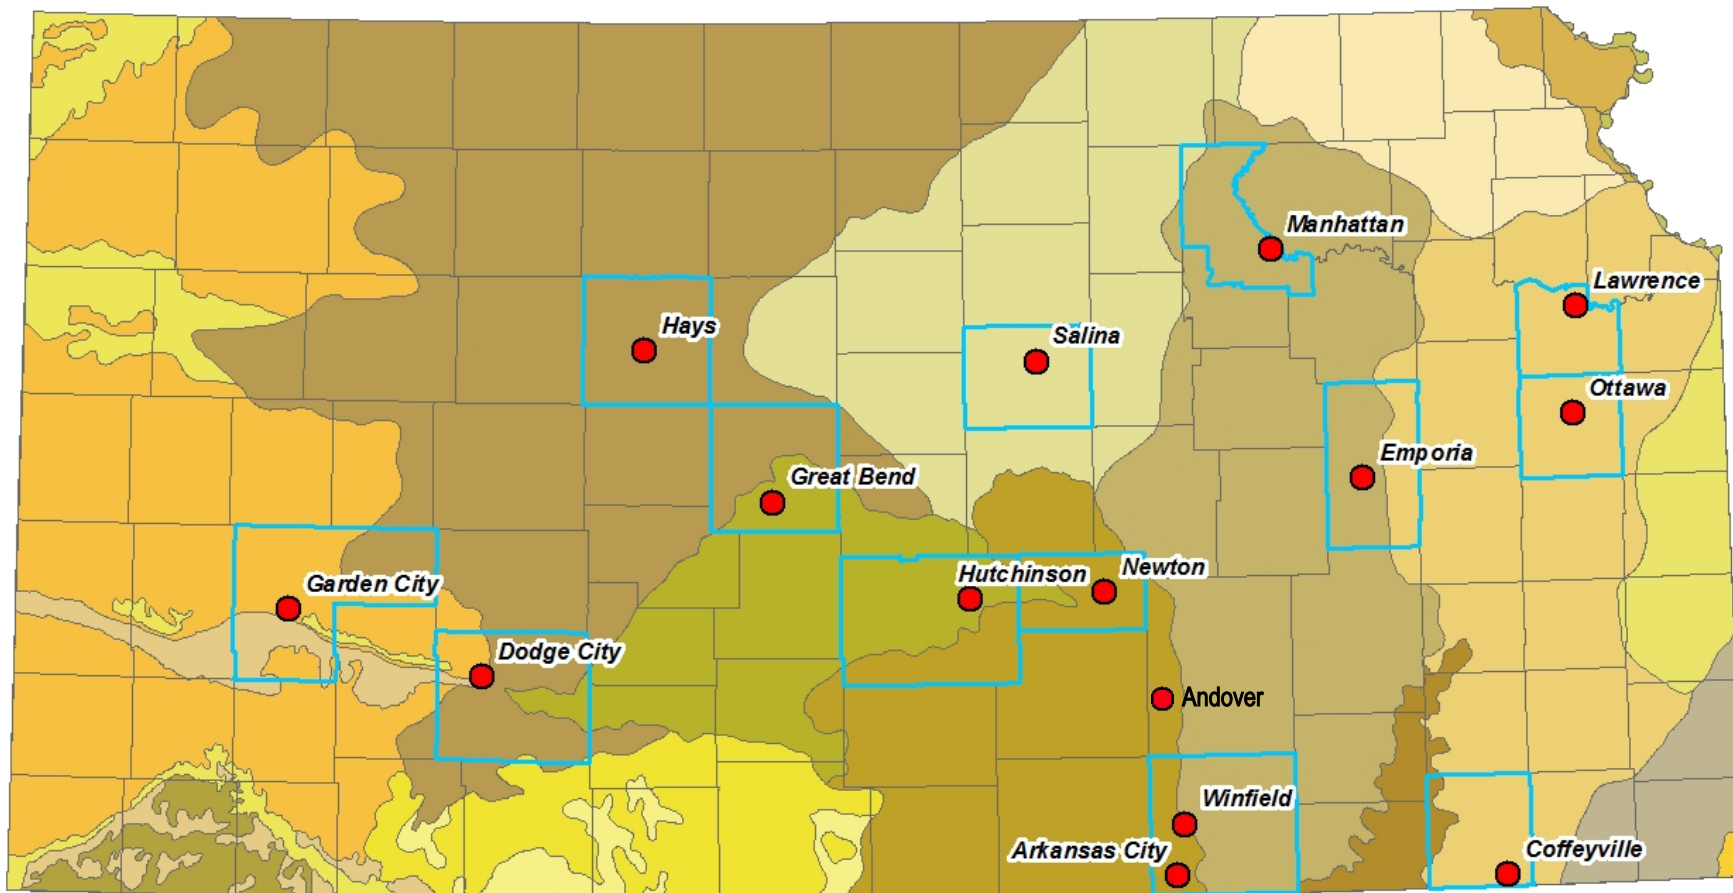 Manhattan
Lawrence
Hays
Salina
Ottawa
Emporia
Great Bend
Newton
Hutchinson
Garden City
Dodge City
Andover
Winfield
Arkansas City
Coffeyville